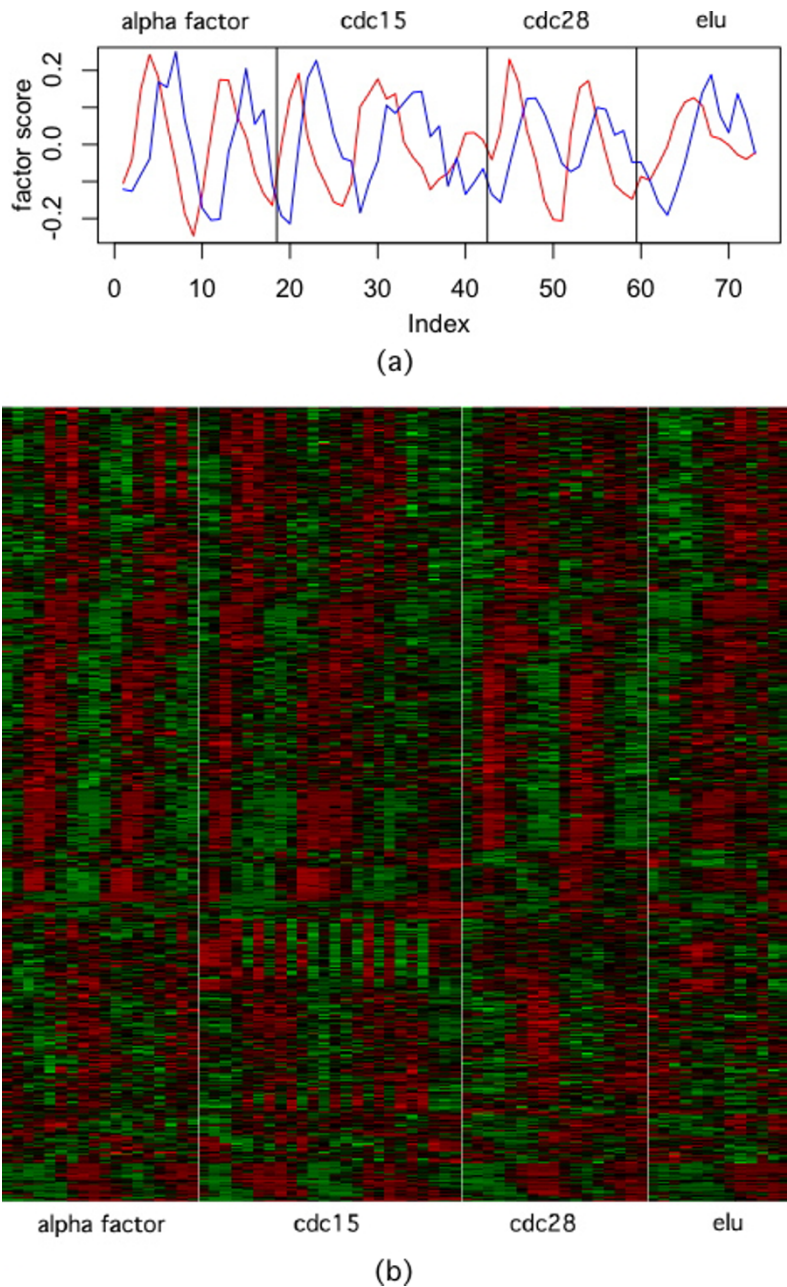 alpha factor cdc15 cdc28 elu
factor score
0.2
0.0
-0.2
0 10 20 30 40 50 60 70
Index
(a)
alpha factor cdc15 cdc28 elu
(b)